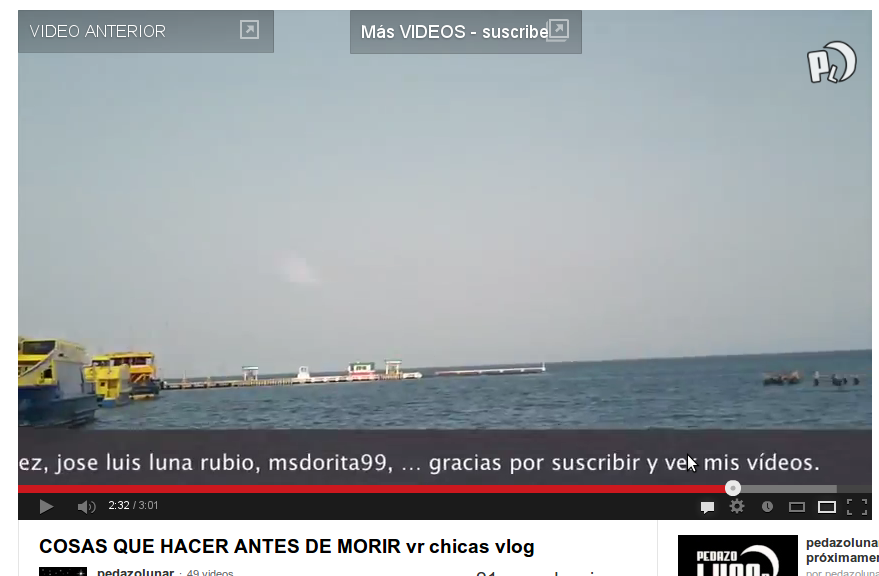 VIDEO ANTERIOR
Más VIDEOS - suscribe
PL
ez, jose luis luna rubio, msdorita99, ... gracias por suscribir y ver mis vídeos.
2:32 / 3:01
COSAS QUE HACER ANTES DE MORIR vr chicas vlog
pedazolunar · 49 videos
PEDAZO
pedazoluna
próximamen
por pedazoluna